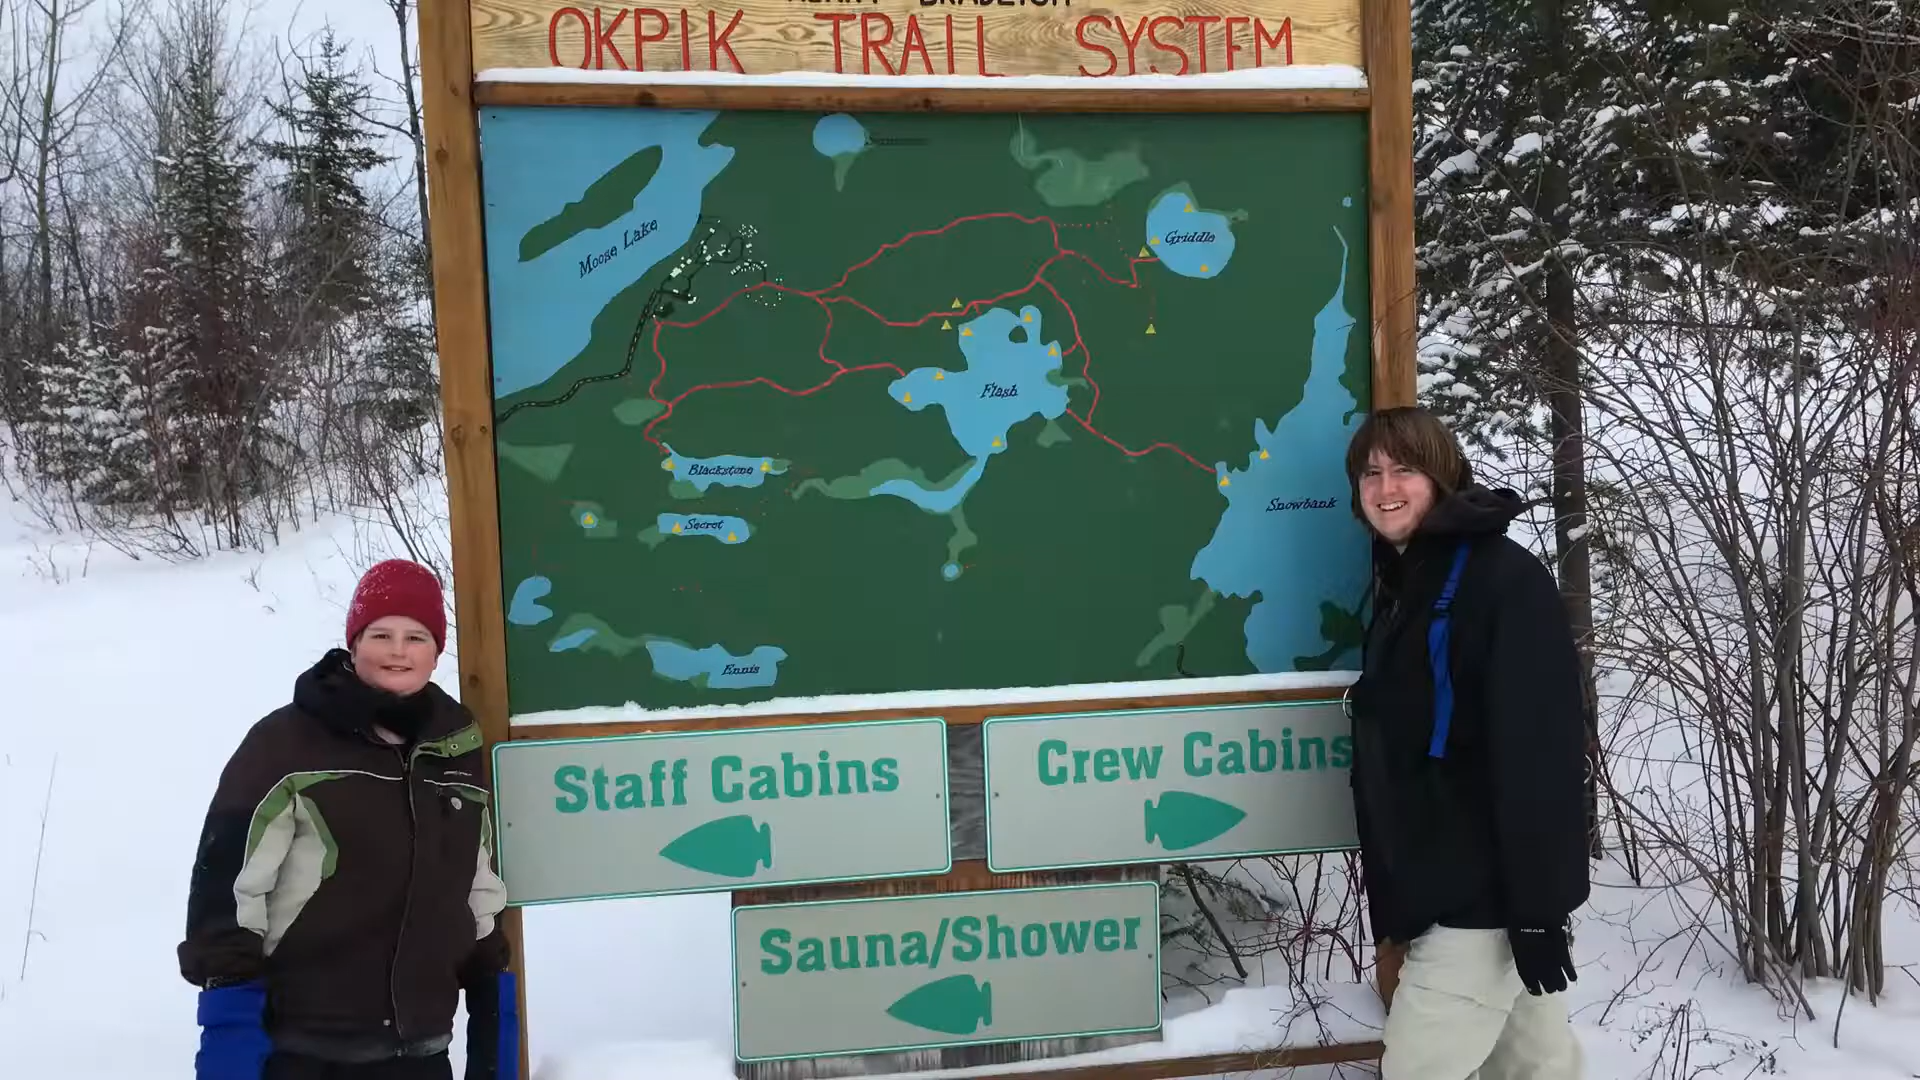 OKPIK TRAIL SYSTEM
Moose Lake
Griddle
Flash
Blackstone
Snowbank
Secret
Ennis
Staff Cabins
Crew Cabins
Sauna/Shower
HEAD